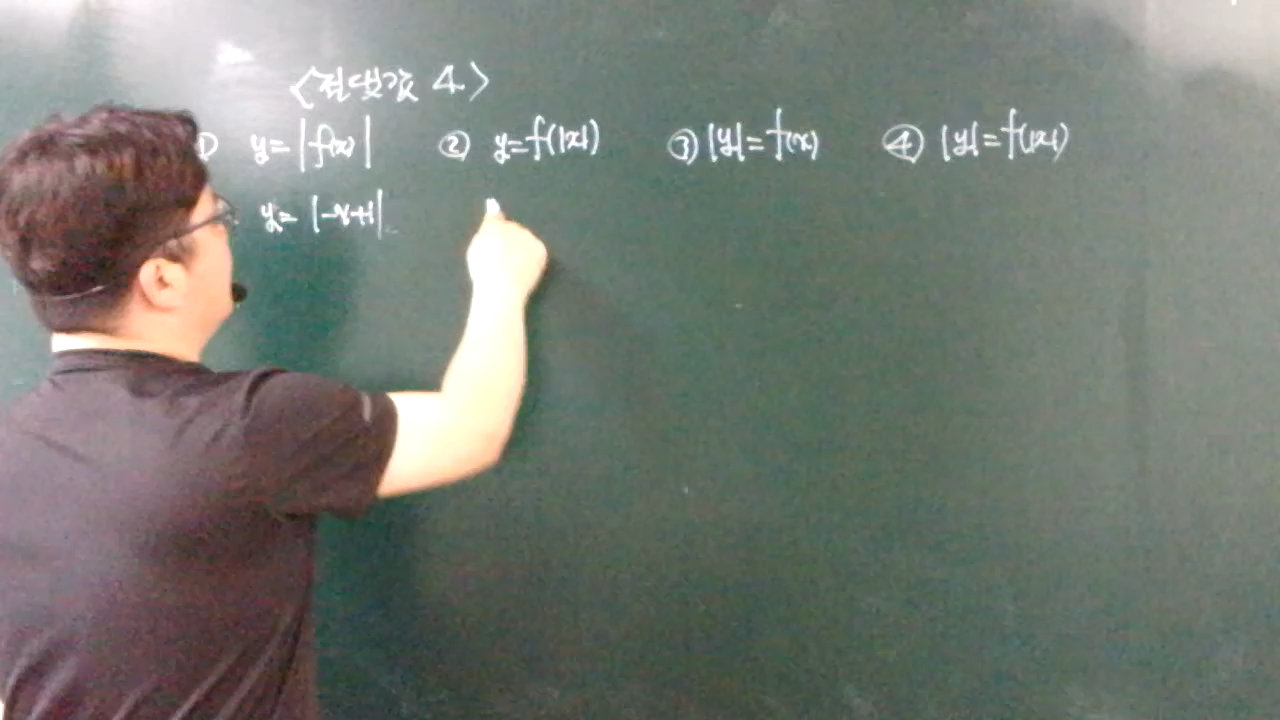 <절댓값 4>
① y=|f(x)| ② y=f(|x|) ③ |y|=f(x) ④ |y|=f(|x|)
y=|-x+1|